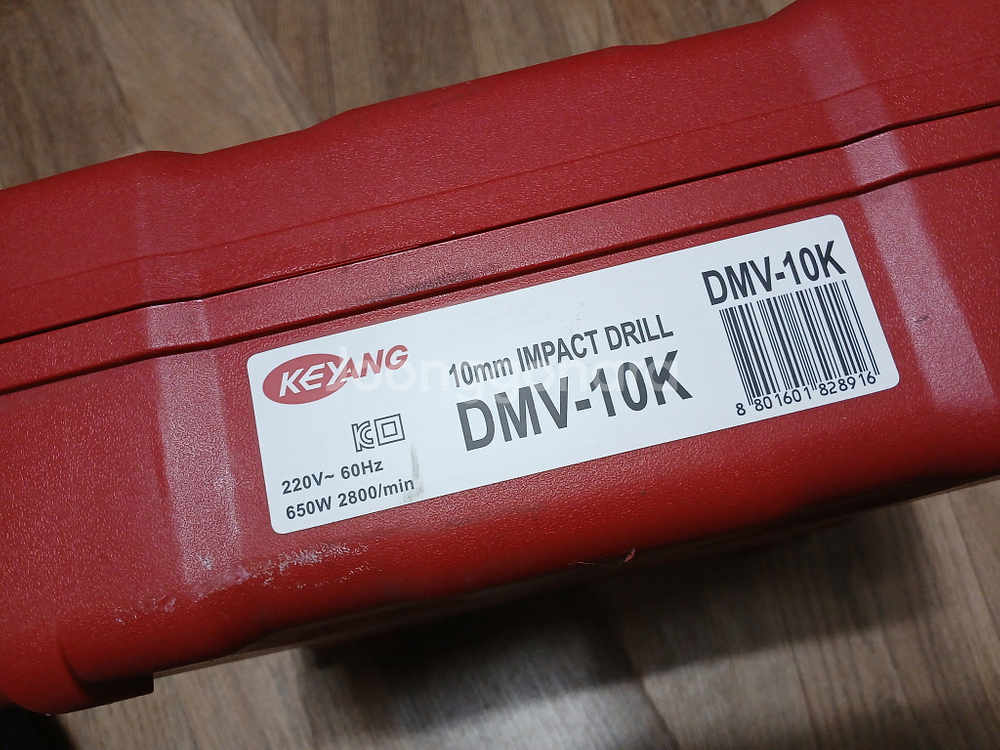 KEYANG
10mm IMPACT DRILL
DMV-10K
DMV-10K
8 801601 828916
220V~ 60Hz
650W 2800/min